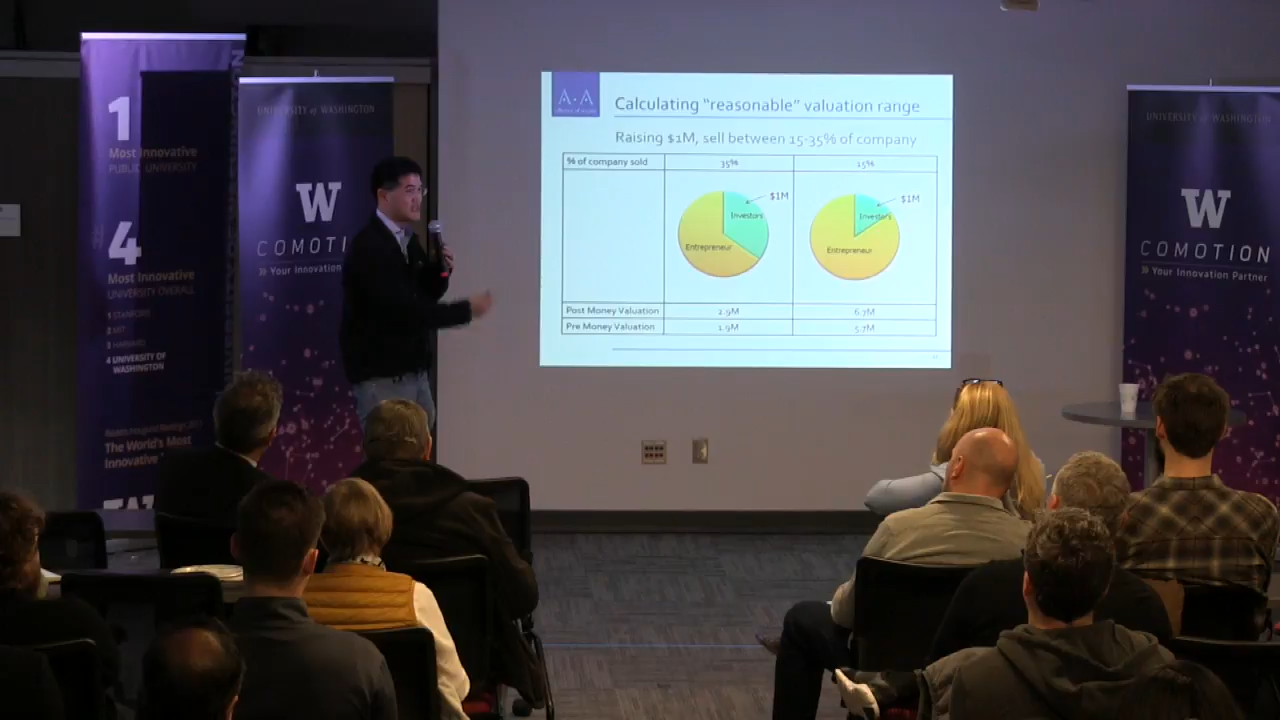 1
Most Innovative
PUBLIC UNIVERSITY
4
Most Innovative
UNIVERSITY OVERALL
1 STANFORD
2 MIT
3 HARVARD
4 UNIVERSITY OF
WASHINGTON
The World's Most
Innovative
UNIVERSITY of WASHINGTON
W
COMOTI
» Your Innovation
A·A
Calculating "reasonable" valuation range
Raising $1M, sell between 15-35% of company
% of company sold 35% 15%
$1M $1M
Investors Investors
Entrepreneur Entrepreneur
Post Money Valuation 2.9M 6.7M
Pre Money Valuation 1.9M 5.7M
UNIVERSITY of WASHINGTON
W
COMOTION
» Your Innovation Partner